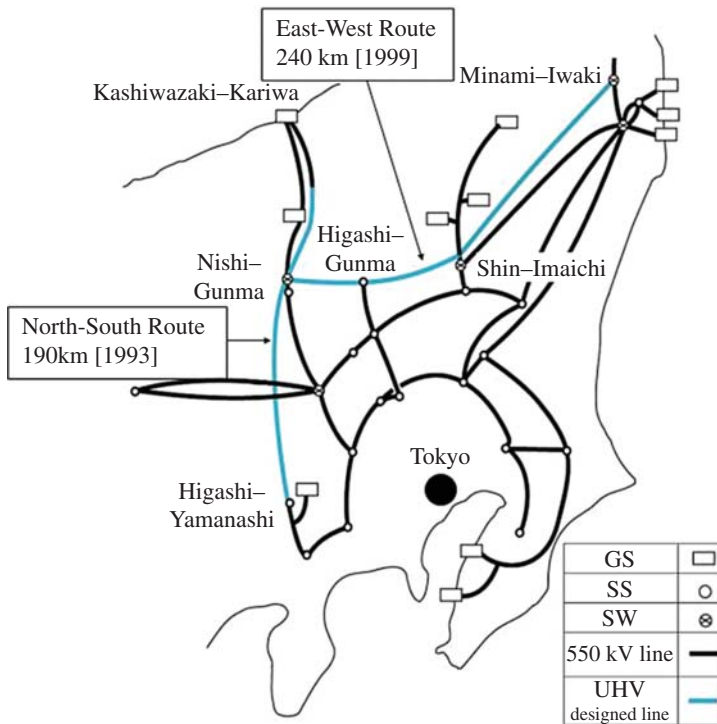 East-West Route
240 km [1999]
Minami–Iwaki
Kashiwazaki–Kariwa
Higashi–
Gunma
Nishi–
Gunma
Shin–Imaichi
North-South Route
190km [1993]
Tokyo
Higashi–
Yamanashi
GS
SS
SW
550 kV line
UHV
designed line